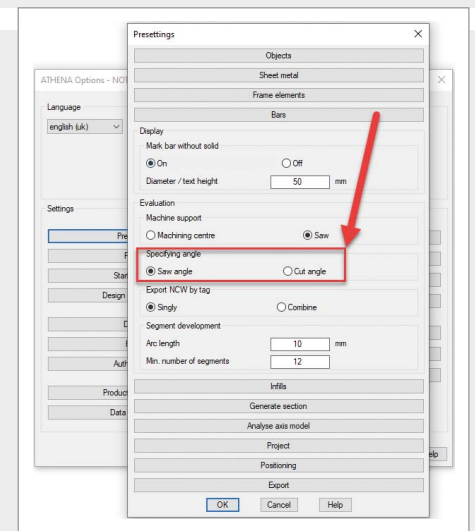 Presettings
Objects
ATHENA Options - NOT
Sheet metal
Frame elements
Language
Bars
english (uk)
Display
Mark bar without solid
On Off
Diameter / text height 50 mm
Settings
Evaluation
Machine support
Machining centre Saw
Pre
Specifying angle
Saw angle Cut angle
Star
Export NCW by tag
Design
Singly Combine
Segment development
Arc length 10 mm
Min. number of segments 12
Auth
Infills
Product
Generate section
Data
Analyse axis model
Project
Positioning
elp
Export
OK Cancel Help